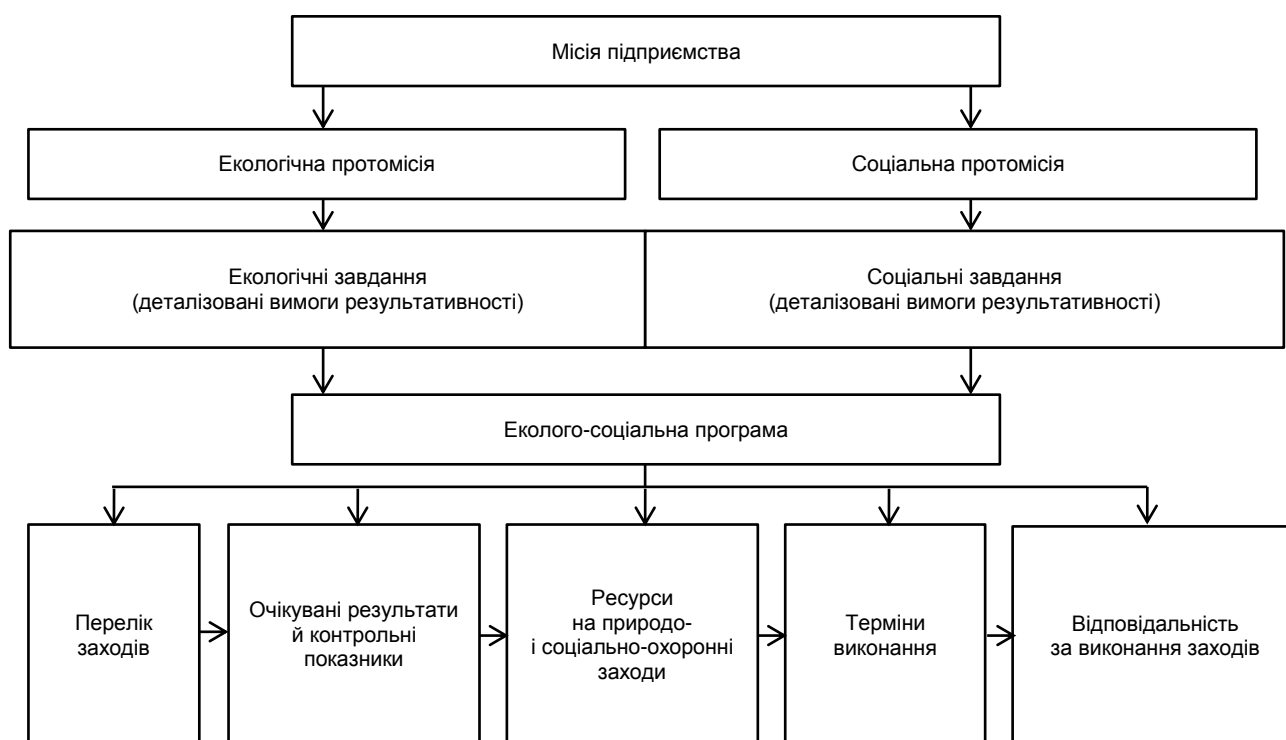 Місія підприємства
Екологічна протомісія
Соціальна протомісія
Екологічні завдання
(деталізовані вимоги результативності)
Соціальні завдання
(деталізовані вимоги результативності)
Еколого-соціальна програма
Перелік
заходів
Очікувані результати
й контрольні
показники
Ресурси
на природо-
і соціально-охоронні
заходи
Терміни
виконання
Відповідальність
за виконання заходів